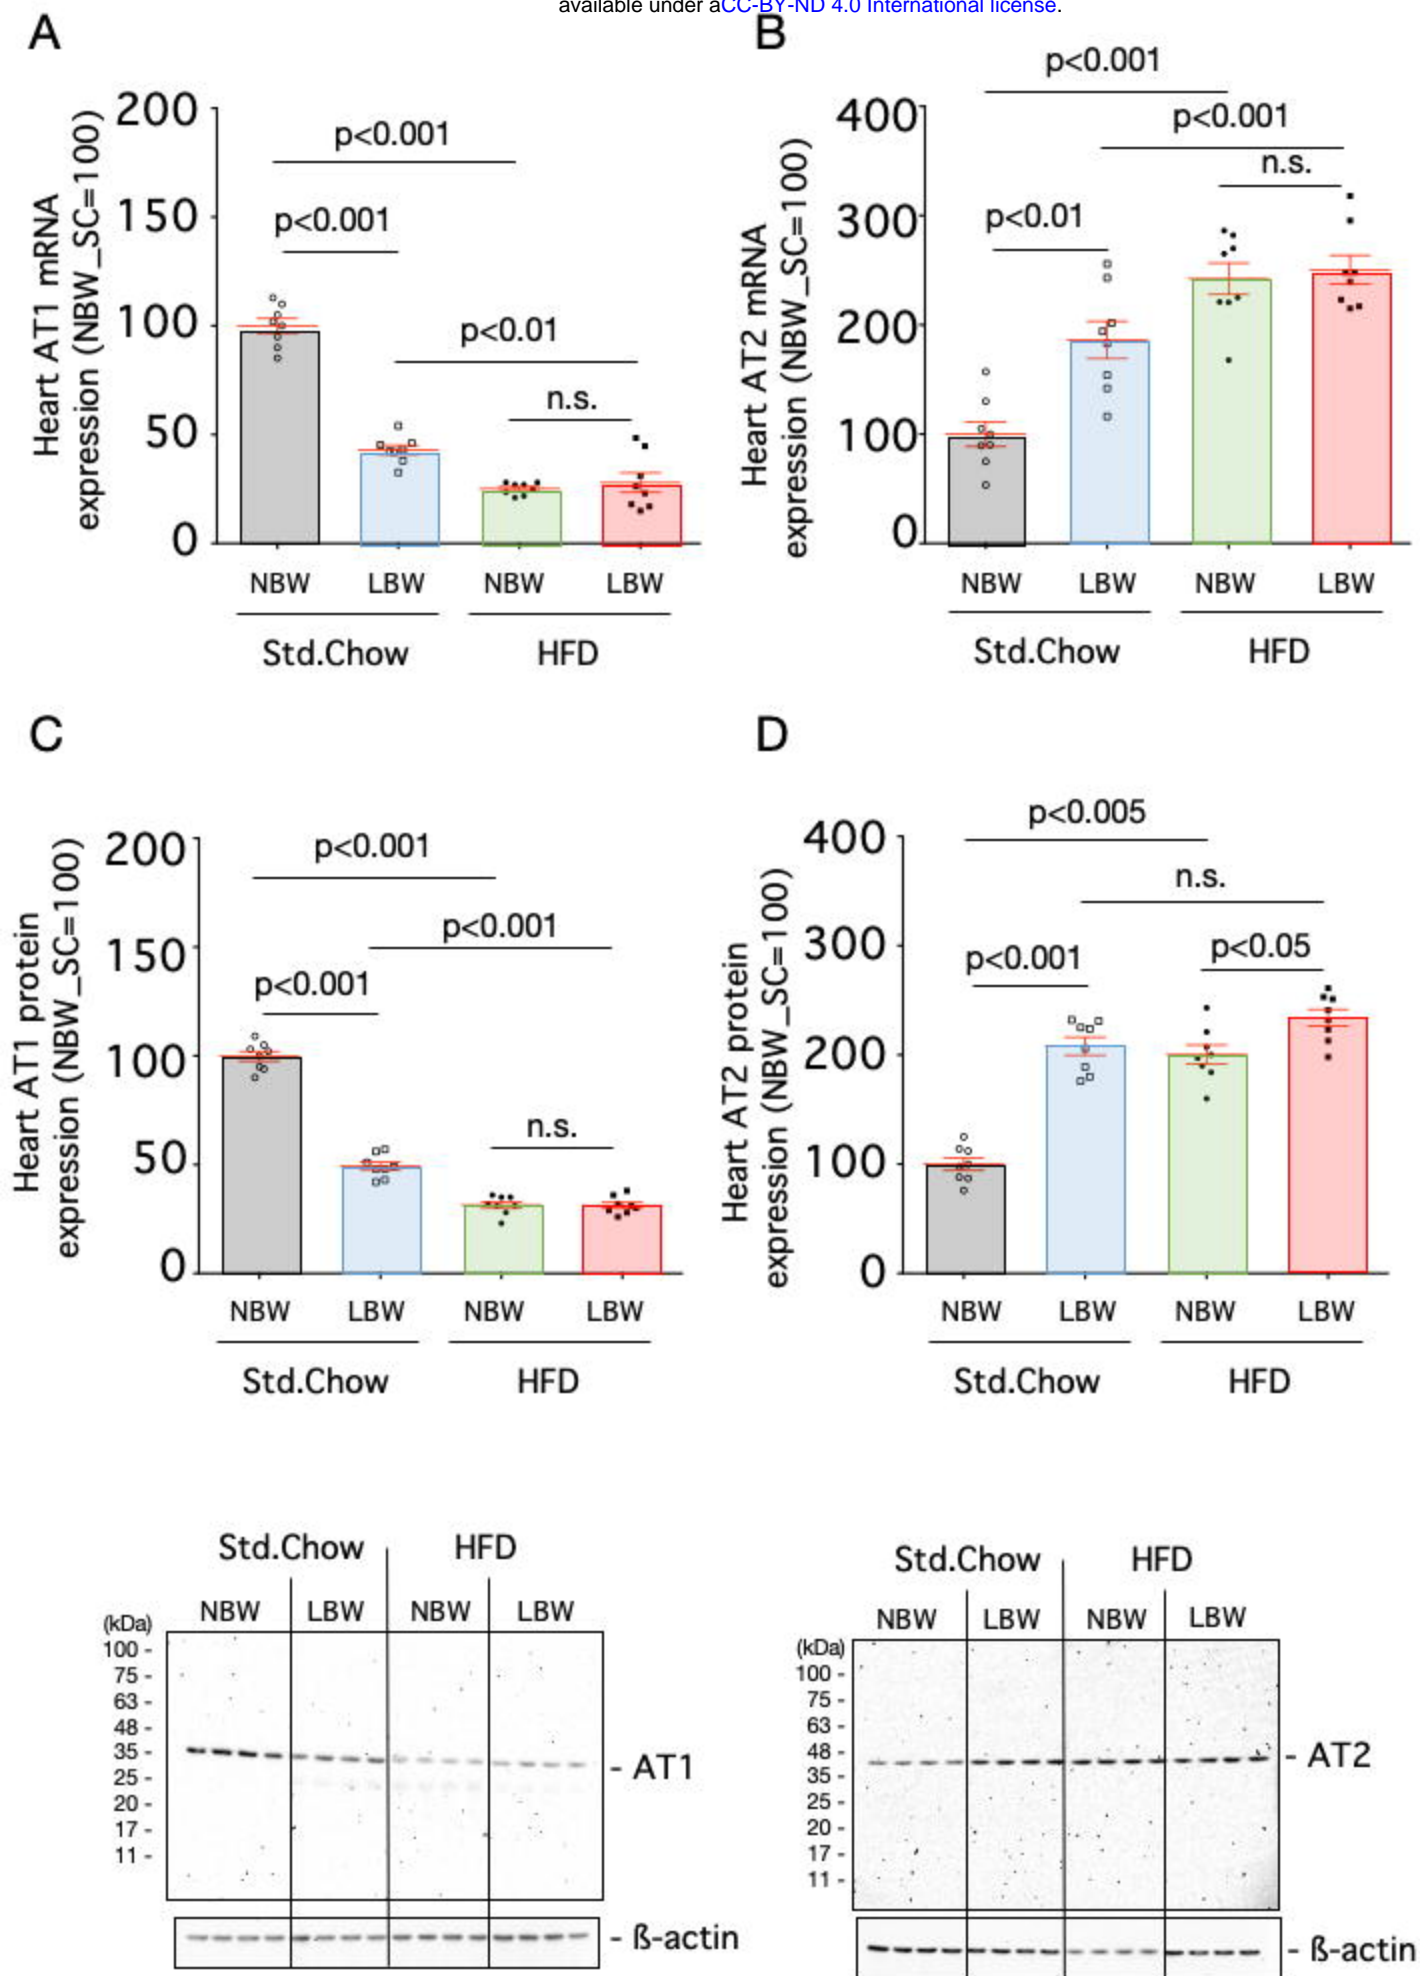 available under aCC-BY-ND 4.0 International license.
A
Heart AT1 mRNA
expression (NBW_SC=100)
200
150
100
50
0
p<0.001
p<0.001
p<0.01
n.s.
NBW LBW NBW LBW
Std.Chow HFD
B
Heart AT2 mRNA
expression (NBW_SC=100)
400
300
200
100
0
p<0.001
p<0.001
n.s.
p<0.01
NBW LBW NBW LBW
Std.Chow HFD
C
Heart AT1 protein
expression (NBW_SC=100)
200
150
100
50
0
p<0.001
p<0.001
p<0.001
n.s.
NBW LBW NBW LBW
Std.Chow HFD
D
Heart AT2 protein
expression (NBW_SC=100)
400
300
200
100
0
p<0.005
n.s.
p<0.001
p<0.05
NBW LBW NBW LBW
Std.Chow HFD
Std.Chow HFD
NBW LBW NBW LBW
(kDa)
100 -
75 -
63 -
48 -
35 -
25 -
20 -
17 -
11 -
- AT1
- ß-actin
Std.Chow HFD
NBW LBW NBW LBW
(kDa)
100 -
75 -
63 -
48 -
35 -
25 -
20 -
17 -
11 -
- AT2
- ß-actin